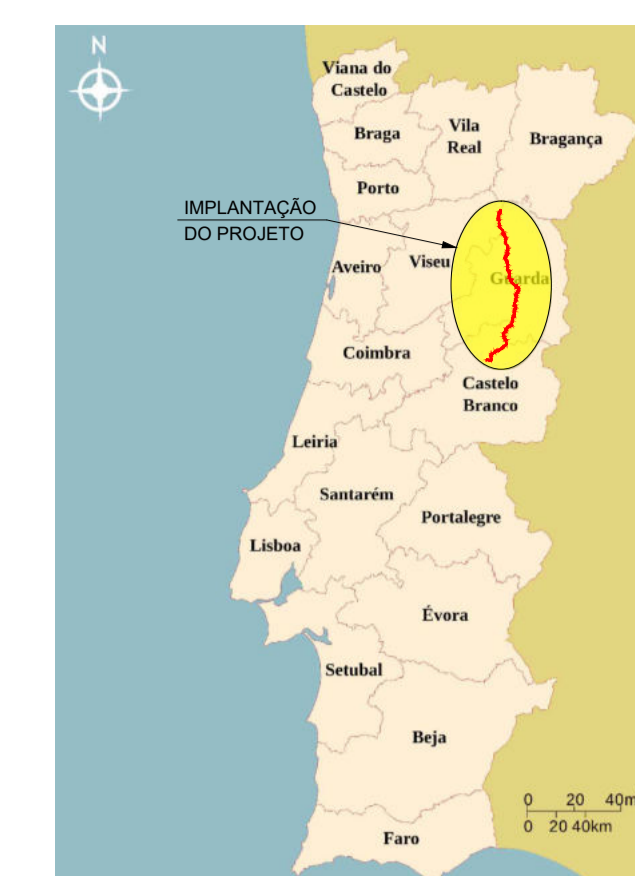 N
Viana do
Castelo
Braga
Vila
Real
Bragança
Porto
IMPLANTAÇÃO
DO PROJETO
Aveiro
Viseu
Guarda
Coimbra
Castelo
Branco
Leiria
Santarém
Portalegre
Lisboa
Évora
Setubal
Beja
0 20 40m
0 20 40km
Faro